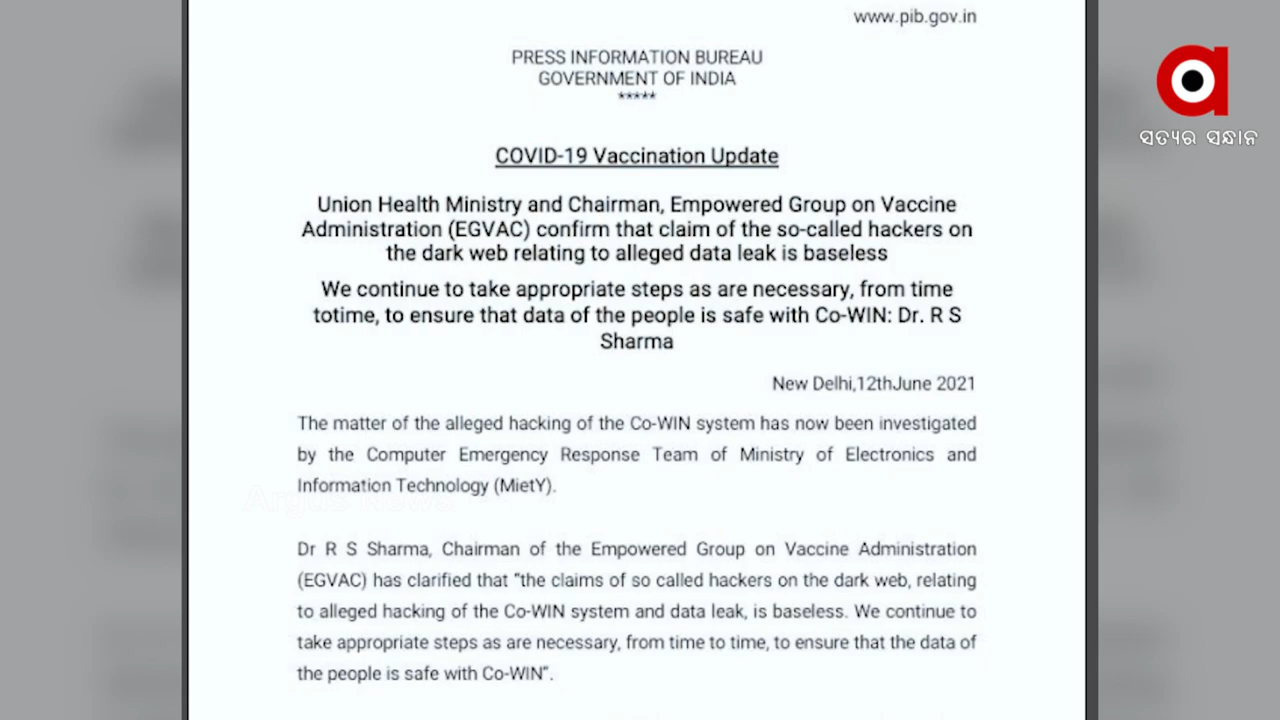 www.pib.gov.in
PRESS INFORMATION BUREAU
GOVERNMENT OF INDIA
*****
COVID-19 Vaccination Update
Union Health Ministry and Chairman, Empowered Group on Vaccine
Administration (EGVAC) confirm that claim of the so-called hackers on
the dark web relating to alleged data leak is baseless
We continue to take appropriate steps as are necessary, from time
totime, to ensure that data of the people is safe with Co-WIN: Dr. R S
Sharma
New Delhi,12thJune 2021
The matter of the alleged hacking of the Co-WIN system has now been investigated
by the Computer Emergency Response Team of Ministry of Electronics and
Information Technology (MietY).
Argus News
Dr R S Sharma, Chairman of the Empowered Group on Vaccine Administration
(EGVAC) has clarified that "the claims of so called hackers on the dark web, relating
to alleged hacking of the Co-WIN system and data leak, is baseless. We continue to
take appropriate steps as are necessary, from time to time, to ensure that the data of
the people is safe with Co-WIN".
a
ସତ୍ୟର ସନ୍ଧାନ